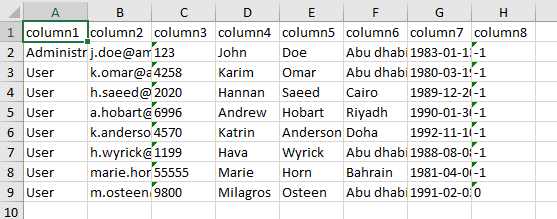 A B C D E F G H
1 column1 column2 column3 column4 column5 column6 column7 column8
2 Administr j.doe@am 123 John Doe Abu dhabi 1983-01-1 -1
3 User k.omar@a 4258 Karim Omar Abu dhabi 1980-03-19 -1
4 User h.saeed@ 2020 Hannan Saeed Cairo 1989-12-20 -1
5 User a.hobart@ 6996 Andrew Hobart Riyadh 1990-01-30 -1
6 User k.anderso 4570 Katrin Anderson Doha 1992-11-10 -1
7 User h.wyrick@ 1199 Hava Wyrick Abu dhabi 1988-08-08 -1
8 User marie.hor 55555 Marie Horn Bahrain 1981-04-0 -1
9 User m.osteen@ 9800 Milagros Osteen Abu dhabi 1991-02-0 0
10